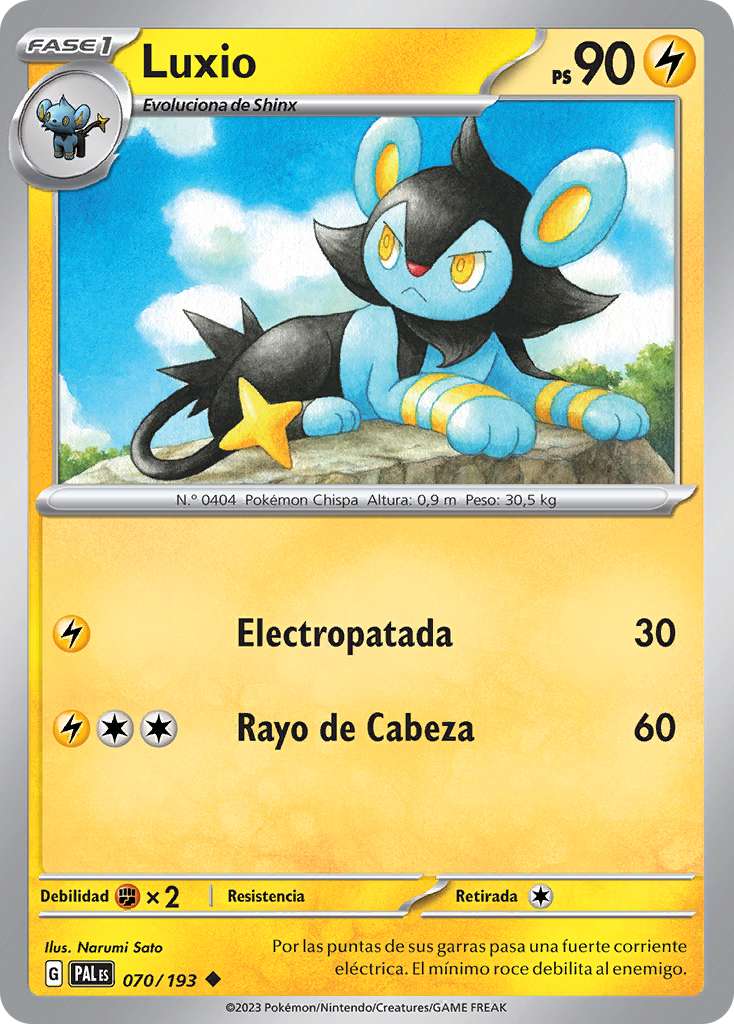 FASE 1
Luxio
PS 90
Evoluciona de Shinx
N.º 0404 Pokémon Chispa Altura: 0,9 m Peso: 30,5 kg
Electropatada 30
Rayo de Cabeza 60
Debilidad ×2 Resistencia Retirada
Ilus. Narumi Sato
Por las puntas de sus garras pasa una fuerte corriente
eléctrica. El mínimo roce debilita al enemigo.
G PAL ES 070/193
©2023 Pokémon/Nintendo/Creatures/GAME FREAK